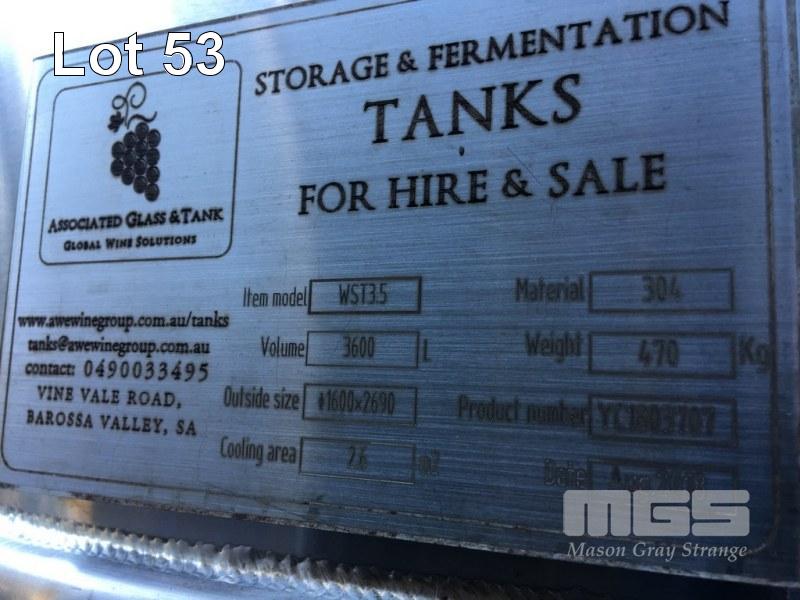 Lot 53
STORAGE & FERMENTATION
TANKS
FOR HIRE & SALE
ASSOCIATED GLASS & TANK
GLOBAL WINE SOLUTIONS
www.awewinegroup.com.au/tanks
tanks@awewinegroup.com.au
contact: 0490033495
VINE VALE ROAD,
BAROSSA VALLEY, SA
Item model WST3.5
Volume 3600 L
Outside size φ1600×2690
Cooling area 2.6 m2
Material 304
Weight 470 Kg
Product number
Date
MGS
Mason Gray Strange